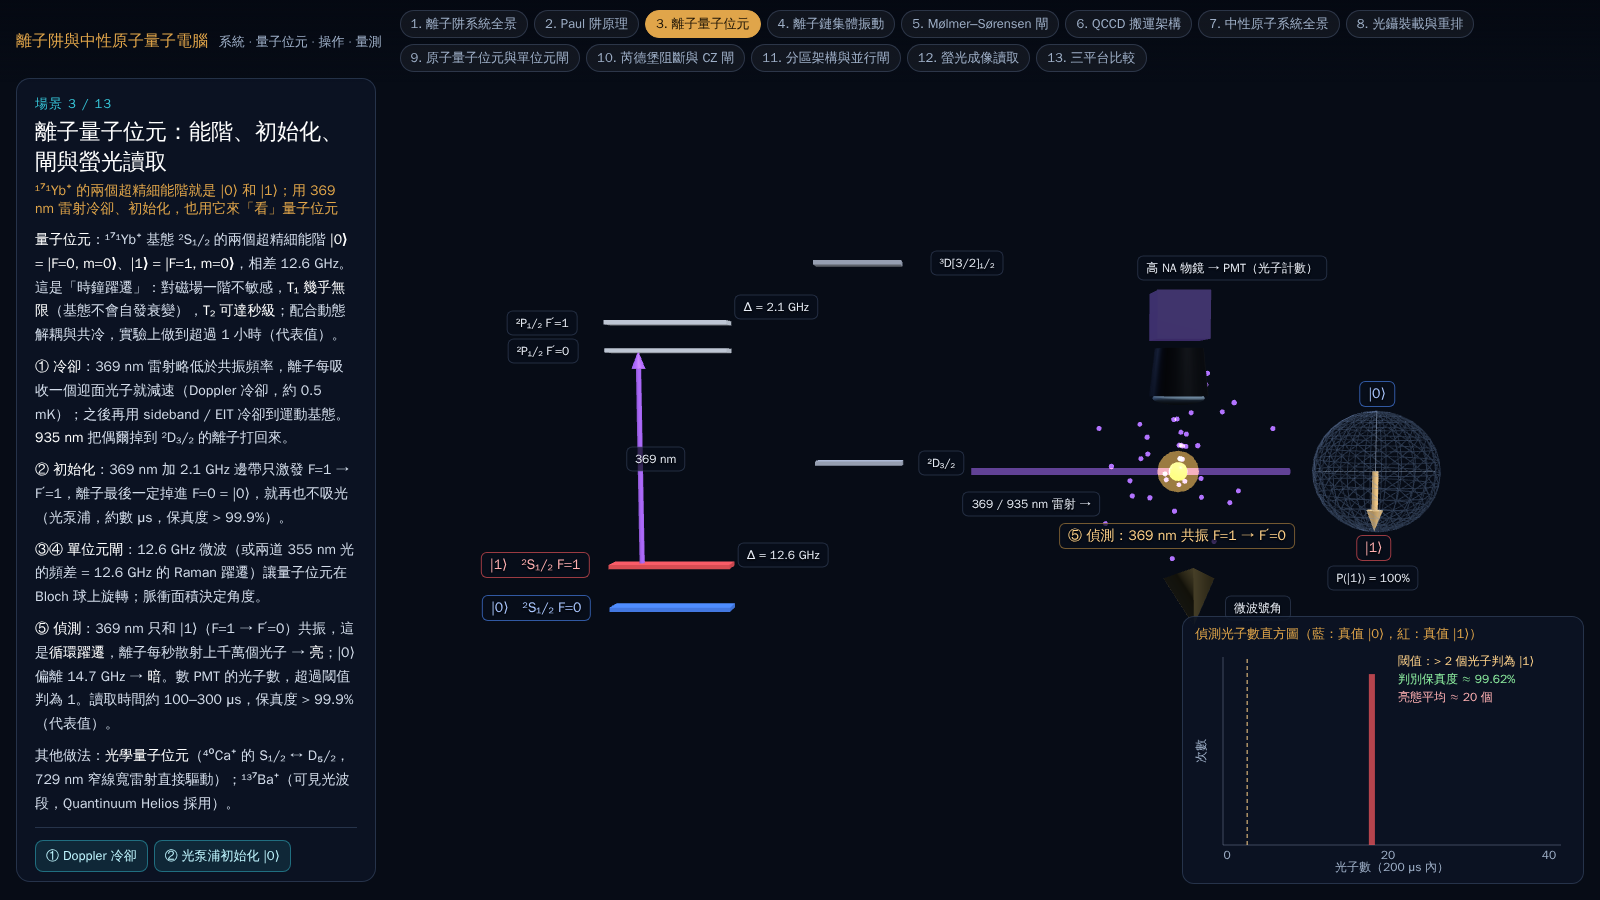 離子阱與中性原子量子電腦 系統 · 量子位元 · 操作 · 量測
1. 離子阱系統全景
2. Paul 阱原理
3. 離子量子位元
4. 離子鏈集體振動
5. Mølmer–Sørensen 閘
6. QCCD 搬運架構
7. 中性原子系統全景
8. 光鑷裝載與重排
9. 原子量子位元與單位元閘
10. 芮德堡阻斷與 CZ 閘
11. 分區架構與並行閘
12. 螢光成像讀取
13. 三平台比較
場景 3 / 13
離子量子位元：能階、初始化、
閘與螢光讀取
¹⁷¹Yb⁺ 的兩個超精細能階就是 |0⟩ 和 |1⟩；用 369
nm 雷射冷卻、初始化，也用它來「看」量子位元
量子位元：¹⁷¹Yb⁺ 基態 ²S₁/₂ 的兩個超精細能階 |0⟩
= |F=0, m=0⟩、|1⟩ = |F=1, m=0⟩，相差 12.6 GHz。
這是「時鐘躍遷」：對磁場一階不敏感，T₁ 幾乎無
限（基態不會自發衰變），T₂ 可達秒級；配合動態
解耦與共冷，實驗上做到超過 1 小時（代表值）。
① 冷卻：369 nm 雷射略低於共振頻率，離子每吸
收一個迎面光子就減速（Doppler 冷卻，約 0.5
mK）；之後再用 sideband / EIT 冷卻到運動基態。
935 nm 把偶爾掉到 ²D₃/₂ 的離子打回來。
② 初始化：369 nm 加 2.1 GHz 邊帶只激發 F=1 →
F′=1，離子最後一定掉進 F=0 = |0⟩，就再也不吸光
（光泵浦，約數 μs，保真度 > 99.9%）。
③④ 單位元閘：12.6 GHz 微波（或兩道 355 nm 光
的頻差 = 12.6 GHz 的 Raman 躍遷）讓量子位元在
Bloch 球上旋轉；脈衝面積決定角度。
⑤ 偵測：369 nm 只和 |1⟩（F=1 → F′=0）共振，這
是循環躍遷，離子每秒散射上千萬個光子 → 亮；|0⟩
偏離 14.7 GHz → 暗。數 PMT 的光子數，超過閾值
判為 1。讀取時間約 100–300 μs，保真度 > 99.9%
（代表值）。
其他做法：光學量子位元（⁴⁰Ca⁺ 的 S₁/₂ ↔ D₅/₂，
729 nm 窄線寬雷射直接驅動）；¹³⁷Ba⁺（可見光波
段，Quantinuum Helios 採用）。
① Doppler 冷卻
② 光泵浦初始化 |0⟩
³D[3/2]₁/₂
Δ = 2.1 GHz
²P₁/₂ F′=1
²P₁/₂ F′=0
369 nm
²D₃/₂
Δ = 12.6 GHz
|1⟩ ²S₁/₂ F=1
|0⟩ ²S₁/₂ F=0
高 NA 物鏡 → PMT（光子計數）
369 / 935 nm 雷射 →
⑤ 偵測：369 nm 共振 F=1 → F′=0
微波號角
|0⟩
|1⟩
P(|1⟩) = 100%
偵測光子數直方圖（藍：真值 |0⟩，紅：真值 |1⟩）
閾值：> 2 個光子判為 |1⟩
判別保真度 ≈ 99.62%
亮態平均 ≈ 20 個
次數
0 20 40
光子數（200 μs 內）